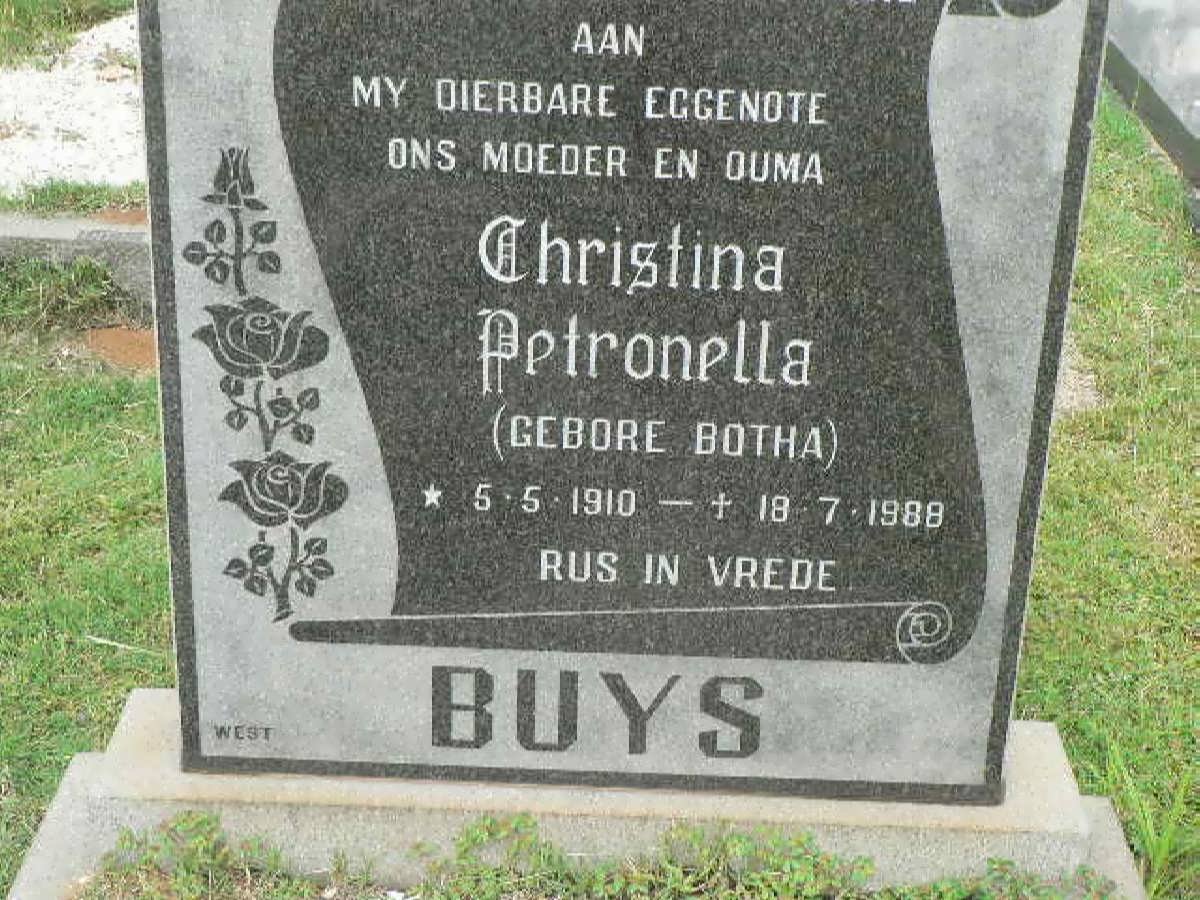 AAN
MY DIERBARE EGGENOTE
ONS MOEDER EN OUMA
Christina
Petronella
(GEBORE BOTHA)
★ 5·5·1910 — † 18·7·1988
RUS IN VREDE
BUYS
WEST